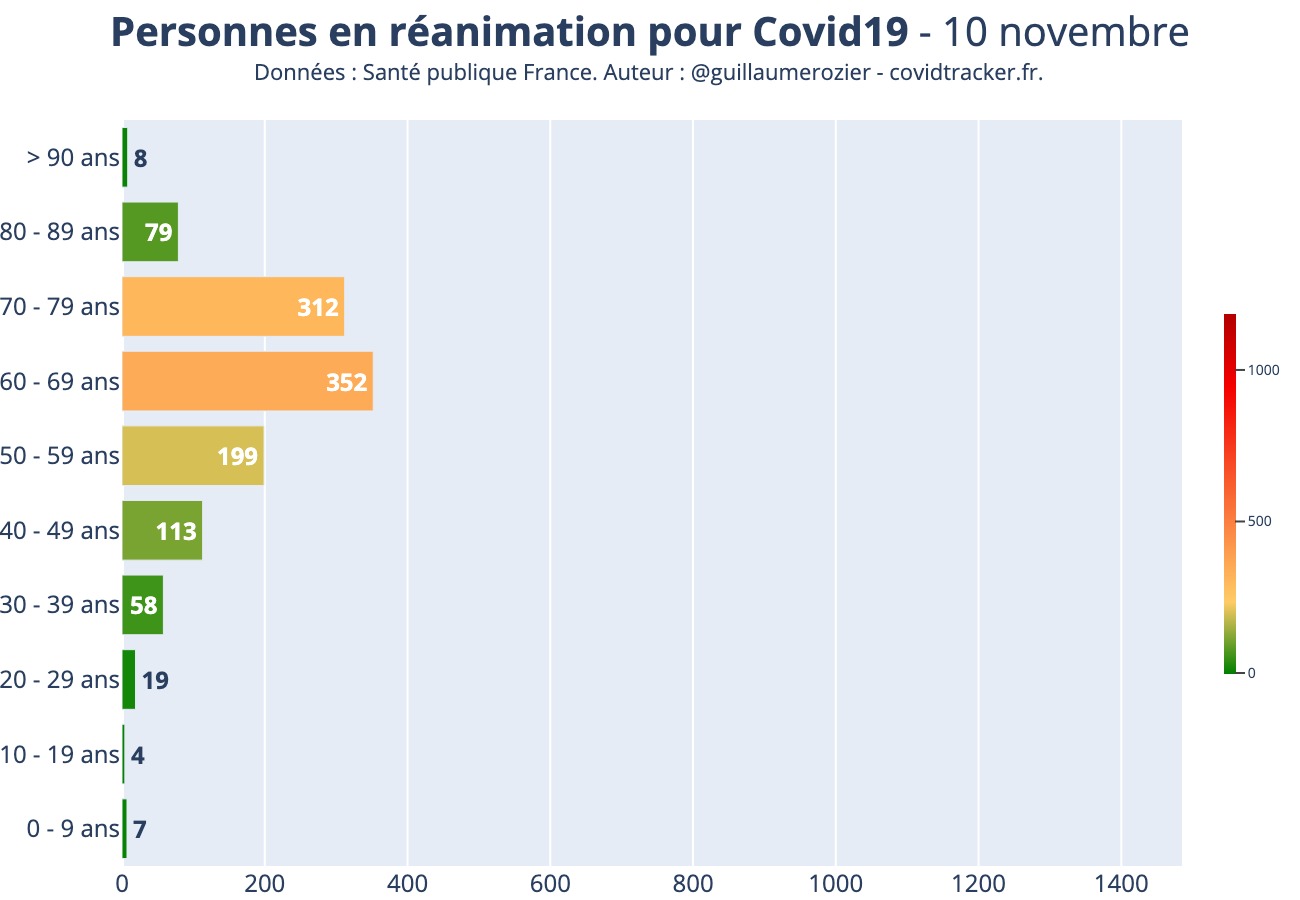 Personnes en réanimation pour Covid19 - 10 novembre
Données : Santé publique France. Auteur : @guillaumerozier - covidtracker.fr.
> 90 ans 8
80 - 89 ans 79
70 - 79 ans 312
60 - 69 ans 352
50 - 59 ans 199
40 - 49 ans 113
30 - 39 ans 58
20 - 29 ans 19
10 - 19 ans 4
0 - 9 ans 7
0 200 400 600 800 1000 1200 1400
1000
500
0